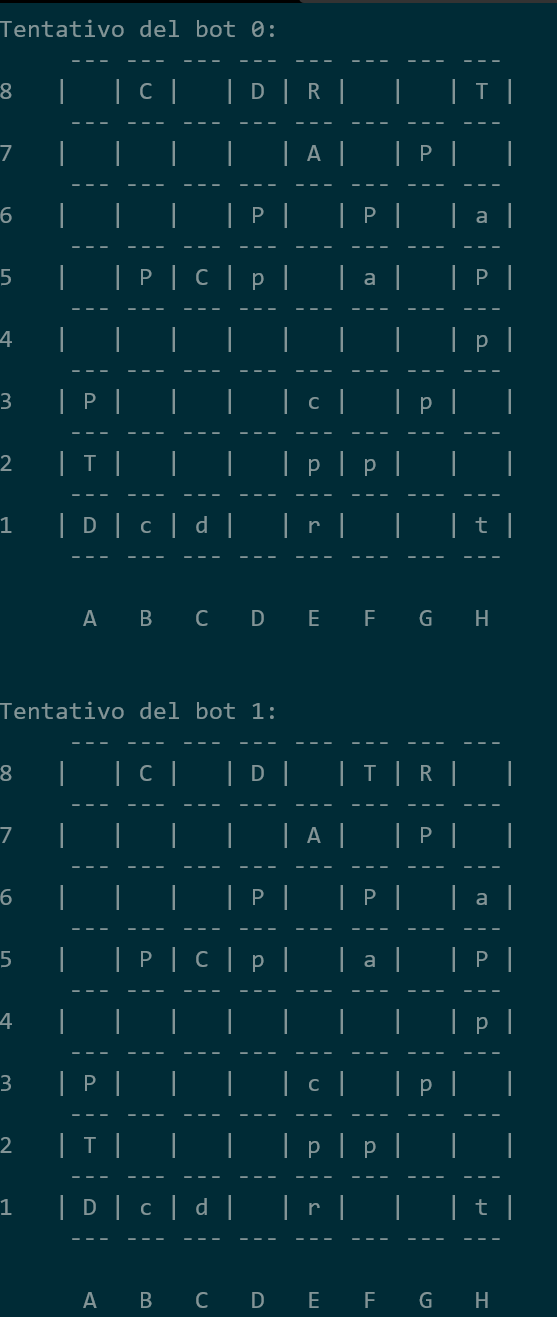 Tentativo del bot 0:
--- --- --- --- --- --- --- ---
8 | | C | | D | R | | | T |
--- --- --- --- --- --- --- ---
7 | | | | | A | | P | |
--- --- --- --- --- --- --- ---
6 | | | | P | | P | | a |
--- --- --- --- --- --- --- ---
5 | | P | C | p | | a | | P |
--- --- --- --- --- --- --- ---
4 | | | | | | | | p |
--- --- --- --- --- --- --- ---
3 | P | | | | c | | p | |
--- --- --- --- --- --- --- ---
2 | T | | | | p | p | | |
--- --- --- --- --- --- --- ---
1 | D | c | d | | r | | | t |
--- --- --- --- --- --- --- ---
A B C D E F G H
Tentativo del bot 1:
--- --- --- --- --- --- --- ---
8 | | C | | D | | T | R | |
--- --- --- --- --- --- --- ---
7 | | | | | A | | P | |
--- --- --- --- --- --- --- ---
6 | | | | P | | P | | a |
--- --- --- --- --- --- --- ---
5 | | P | C | p | | a | | P |
--- --- --- --- --- --- --- ---
4 | | | | | | | | p |
--- --- --- --- --- --- --- ---
3 | P | | | | c | | p | |
--- --- --- --- --- --- --- ---
2 | T | | | | p | p | | |
--- --- --- --- --- --- --- ---
1 | D | c | d | | r | | | t |
--- --- --- --- --- --- --- ---
A B C D E F G H